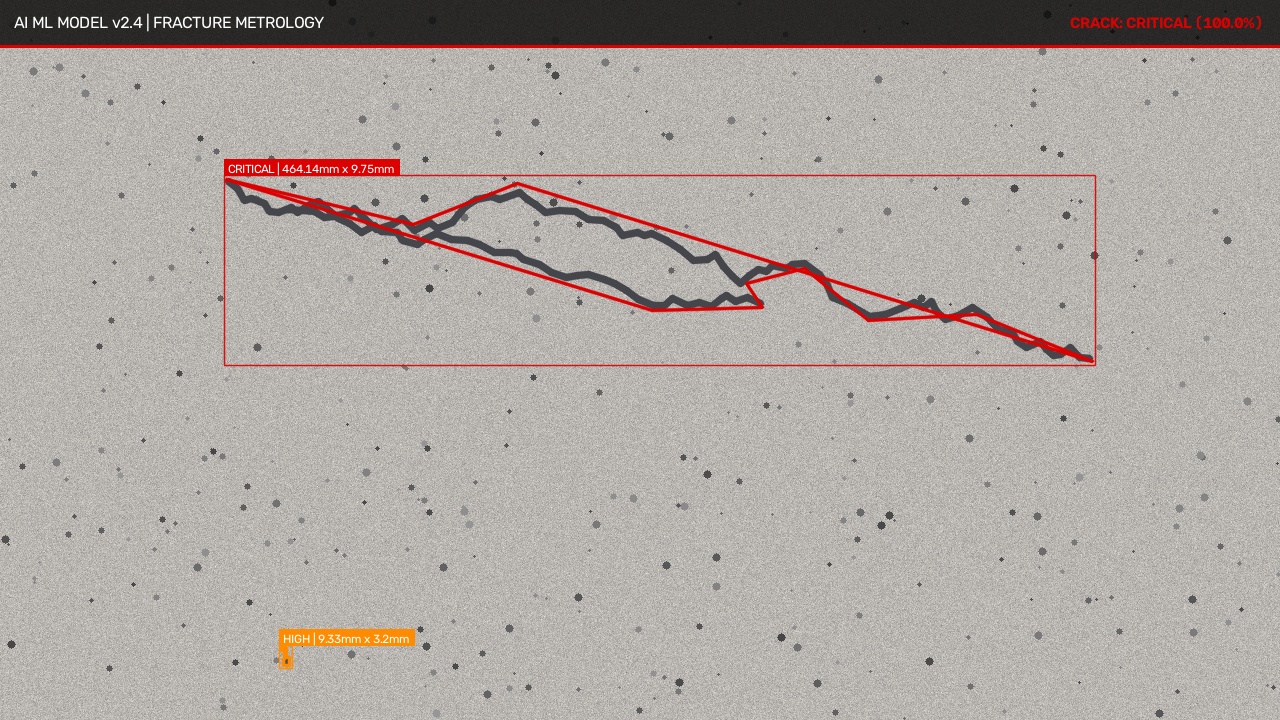 AI ML MODEL v2.4 | FRACTURE METROLOGY
CRACK: CRITICAL (100.0%)
CRITICAL | 464.14mm x 9.75mm
HIGH | 9.33mm x 3.2mm